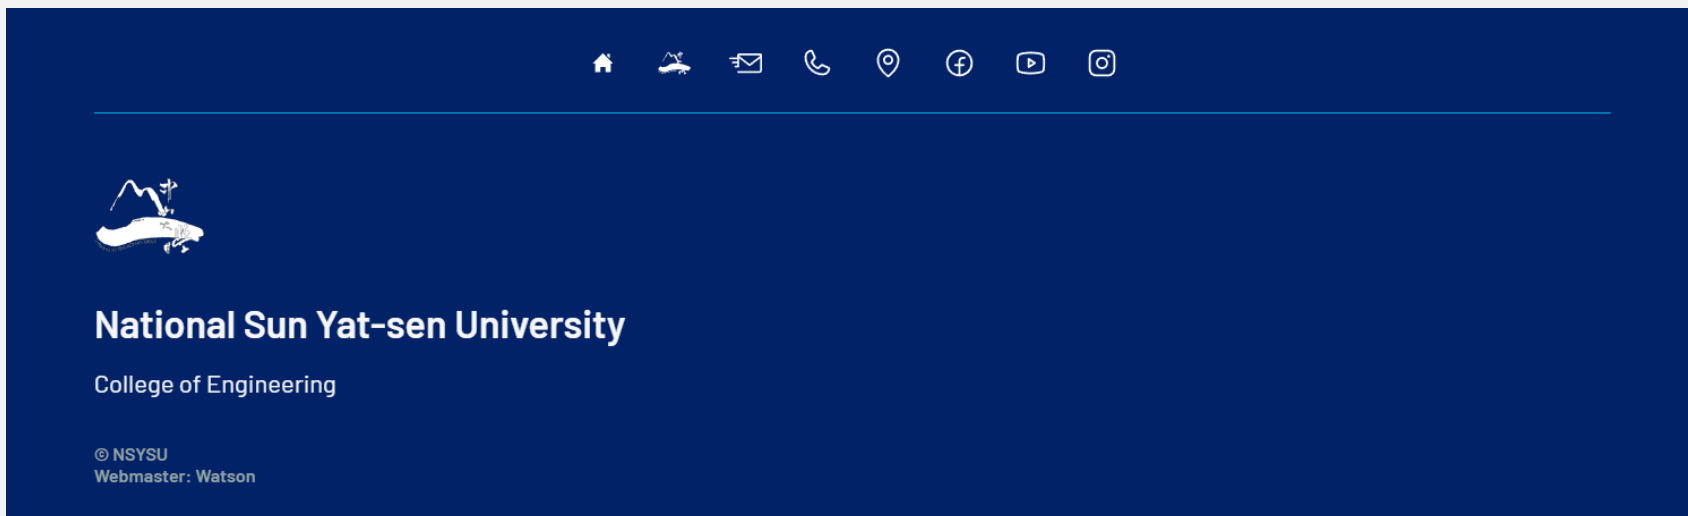 National Sun Yat-sen University
College of Engineering
© NSYSU
Webmaster: Watson